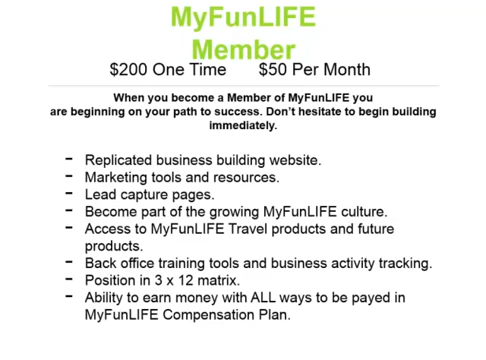 MyFunLIFE
Member
$200 One Time $50 Per Month
When you become a Member of MyFunLIFE you
are beginning on your path to success. Don't hesitate to begin building
immediately.
- Replicated business building website.
- Marketing tools and resources.
- Lead capture pages.
- Become part of the growing MyFunLIFE culture.
- Access to MyFunLIFE Travel products and future
products.
- Back office training tools and business activity tracking.
- Position in 3 x 12 matrix.
- Ability to earn money with ALL ways to be payed in
MyFunLIFE Compensation Plan.